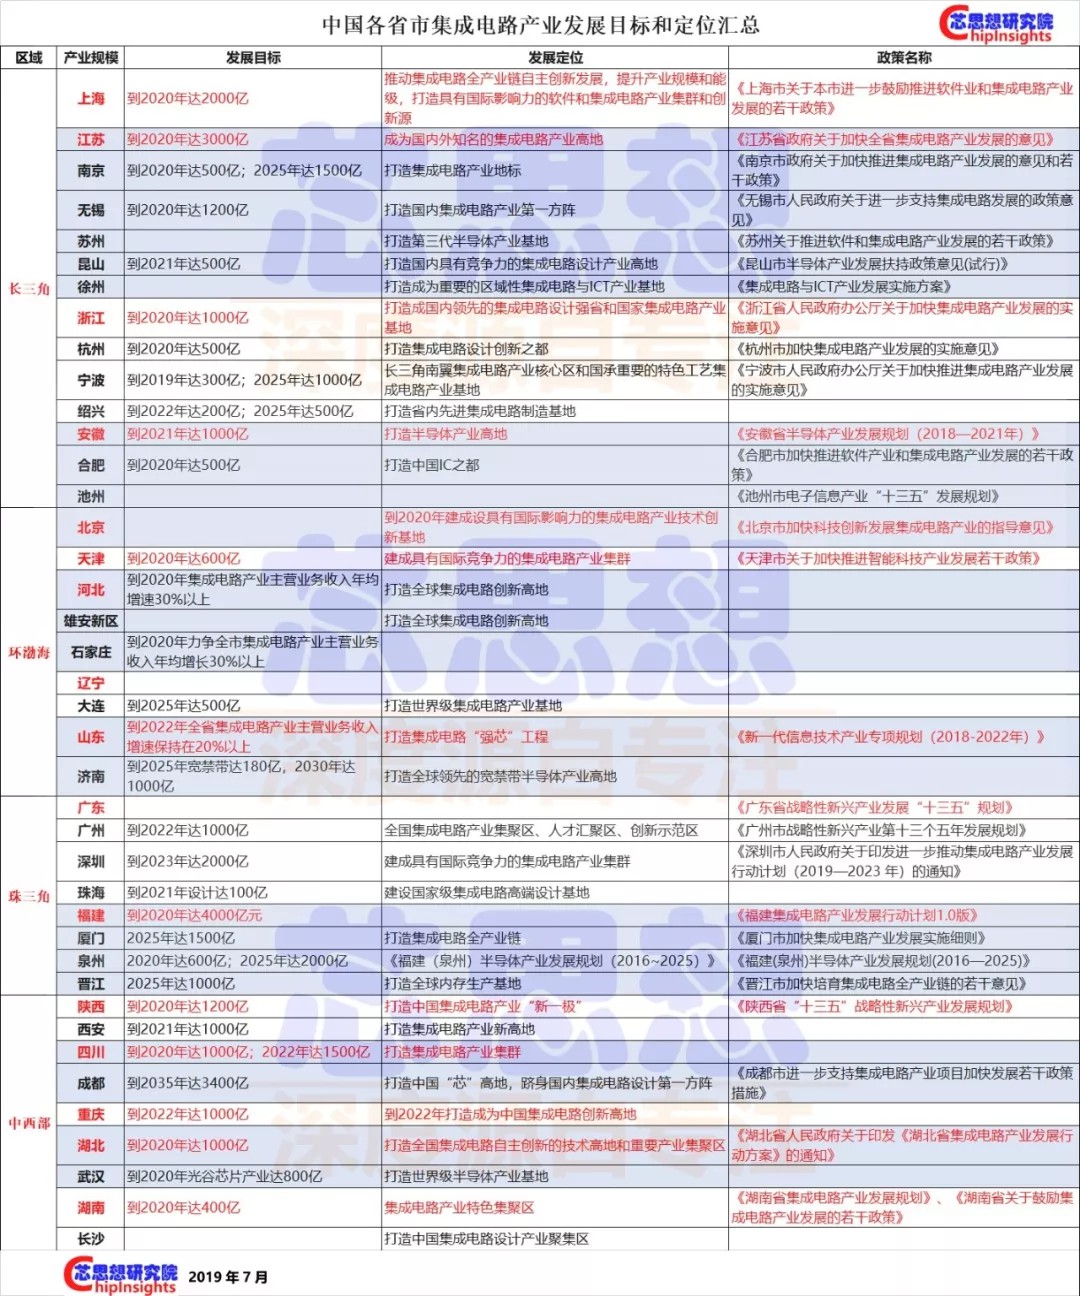 中国各省市集成电路产业发展目标和定位汇总
芯思想研究院
ChipInsights
区域 产业规模 发展目标 发展定位 政策名称
长三角
上海 到2020年达2000亿 推动集成电路全产业链自主创新发展，提升产业规模和能
级，打造具有国际影响力的软件和集成电路产业集群和创
新源
《上海市关于本市进一步鼓励推进软件业和集成电路产业
发展的若干政策》
江苏 到2020年达3000亿 成为国内外知名的集成电路产业高地 《江苏省政府关于加快全省集成电路产业发展的意见》
南京 到2020年达500亿；2025年达1500亿 打造集成电路产业地标 《南京市政府关于加快推进集成电路产业发展的意见和若
干政策》
无锡 到2020年达1200亿 打造国内集成电路产业第一方阵 《无锡市人民政府关于进一步支持集成电路发展的政策意
见》
苏州 打造第三代半导体产业基地 《苏州关于推进软件和集成电路产业发展的若干政策》
昆山 到2021年达500亿 打造国内具有竞争力的集成电路设计产业高地 《昆山市半导体产业发展扶持政策意见(试行)》
徐州 打造成为重要的区域性集成电路与ICT产业基地 《集成电路与ICT产业发展实施方案》
浙江 到2020年达1000亿 打造成国内领先的集成电路设计强省和国家集成电路产业
基地
《浙江省人民政府办公厅关于加快集成电路产业发展的实
施意见》
杭州 到2020年达500亿 打造集成电路设计创新之都 《杭州市加快集成电路产业发展的实施意见》
宁波 到2019年达300亿；2025年达1000亿 长三角南翼集成电路产业核心区和国承重要的特色工艺集
成电路产业基地
《宁波市人民政府办公厅关于加快推进集成电路产业发展
的实施意见》
绍兴 到2022年达200亿；2025年达500亿 打造省内先进集成电路制造基地
安徽 到2021年达1000亿 打造半导体产业高地 《安徽省半导体产业发展规划（2018—2021年）》
合肥 到2020年达500亿 打造中国IC之都 《合肥市加快推进软件产业和集成电路产业发展的若干政
策》
池州 《池州市电子信息产业“十三五”发展规划》
环渤海
北京 到2020年建成设具有国际影响力的集成电路产业技术创
新基地
《北京市加快科技创新发展集成电路产业的指导意见》
天津 到2020年达600亿 建成具有国际竞争力的集成电路产业集群 《天津市关于加快推进智能科技产业发展若干政策》
河北 到2020年集成电路产业主营业务收入年均
增速30%以上
打造全球集成电路创新高地
雄安新区 打造全球集成电路创新高地
石家庄 到2020年力争全市集成电路产业主营业务
收入年均增长30%以上
辽宁
大连 到2025年达500亿 打造世界级集成电路产业基地
山东 到2022年全省集成电路产业主营业务收入
增速保持在20%以上
打造集成电路“强芯”工程 《新一代信息技术产业专项规划（2018-2022年）》
济南 到2025年宽禁带达180亿，2030年达
1000亿
打造全球领先的宽禁带半导体产业高地
珠三角
广东 《广东省战略性新兴产业发展“十三五”规划》
广州 到2022年达1000亿 全国集成电路产业集聚区、人才汇聚区、创新示范区 《广州市战略性新兴产业第十三个五年发展规划》
深圳 到2023年达2000亿 建成具有国际竞争力的集成电路产业集群 《深圳市人民政府关于印发进一步推动集成电路产业发展
行动计划（2019—2023 年）的通知》
珠海 到2021年设计达100亿 建设国家级集成电路高端设计基地
福建 到2020年达4000亿元 《福建集成电路产业发展行动计划1.0版》
厦门 2025年达1500亿 打造集成电路全产业链 《厦门市加快集成电路产业发展实施细则》
泉州 2020年达600亿；2025年达2000亿 《福建（泉州）半导体产业发展规划（2016~2025）》 《福建(泉州)半导体产业发展规划(2016—2025)》
晋江 2025年达1000亿 打造全球内存生产基地 《晋江市加快培育集成电路全产业链的若干意见》
中西部
陕西 到2020年达1200亿 打造中国集成电路产业“新一极” 《陕西省“十三五”战略性新兴产业发展规划》
西安 到2021年达1000亿 打造集成电路产业新高地
四川 到2020年达1000亿；2022年达1500亿 打造集成电路产业集群
成都 到2035年达3400亿 打造中国“芯”高地，跻身国内集成电路设计第一方阵 《成都市进一步支持集成电路产业项目加快发展若干政策
措施》
重庆 到2022年达1000亿 到2022年打造成为中国集成电路创新高地
湖北 到2020年达1000亿 打造全国集成电路自主创新的技术高地和重要产业集聚区 《湖北省人民政府关于印发《湖北省集成电路产业发展行
动方案》的通知》
武汉 到2020年光谷芯片产业达800亿 打造世界级半导体产业基地
湖南 到2020年达400亿 集成电路产业特色集聚区 《湖南省集成电路产业发展规划》、《湖南省关于鼓励集
成电路产业发展的若干政策》
长沙 打造中国集成电路设计产业聚集区
芯思想
深度源自专注
芯思想
深度源自专注
芯思想
深度源自专注
芯思想研究院
ChipInsights
2019 年 7 月